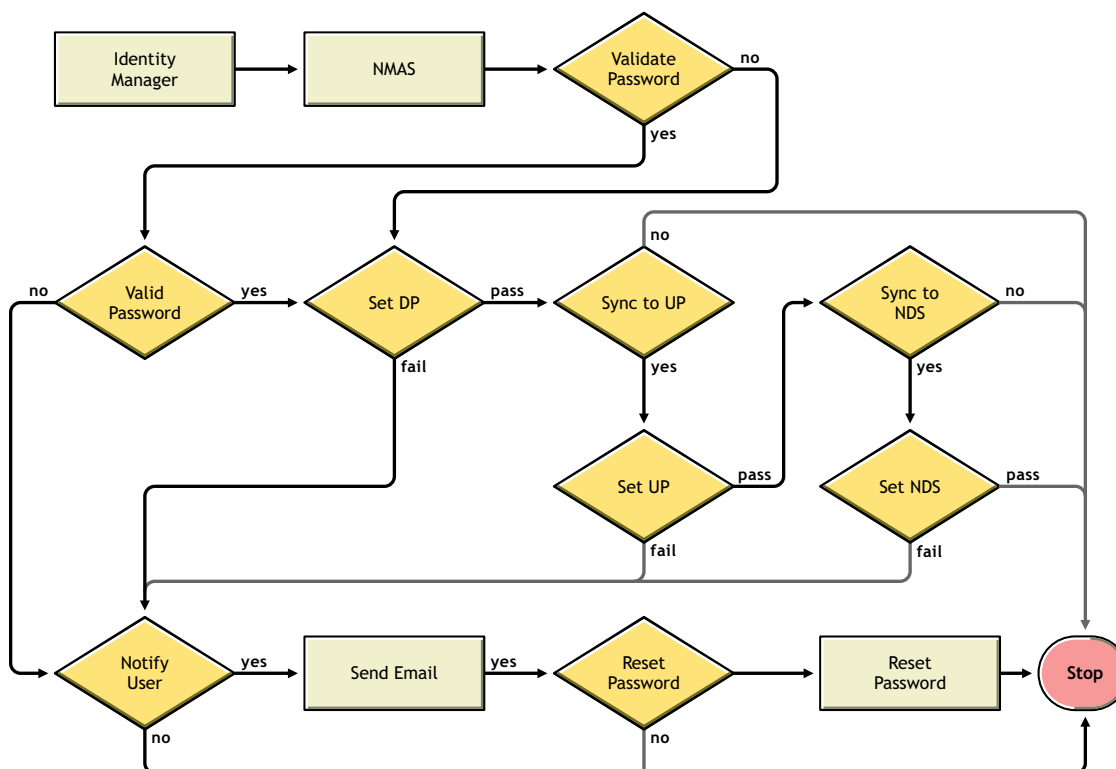 Identity
Manager
NMAS
Validate
Password
no
yes
no
Valid
Password
yes
Set DP
pass
fail
no
Sync to UP
yes
Sync to
NDS
no
yes
Set UP
pass
fail
Set NDS
pass
fail
Notify
User
yes
no
Send Email
yes
Reset
Password
no
Reset
Password
Stop